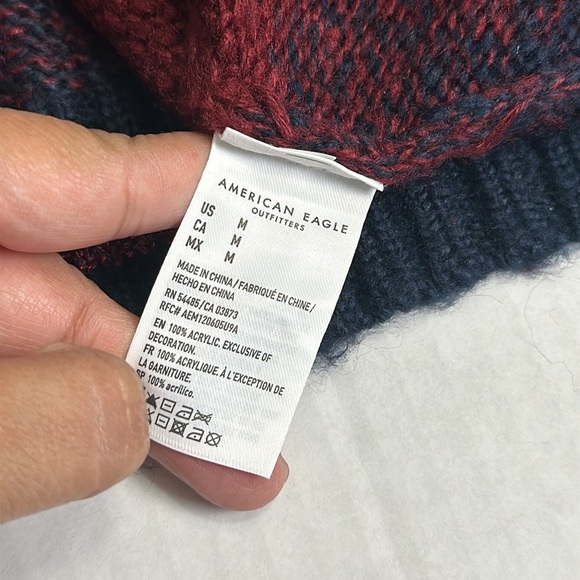 AMERICAN EAGLE
OUTFITTERS
US M
CA M
MX M
MADE IN CHINA / FABRIQUÉ EN CHINE /
HECHO EN CHINA
RN 54485/CA 03873
RFC# AEM120605U9A
EN 100% ACRYLIC. EXCLUSIVE OF
DECORATION.
FR 100% ACRYLIQUE. À L'EXCEPTION DE
LA GARNITURE.
SP 100% acrílico.